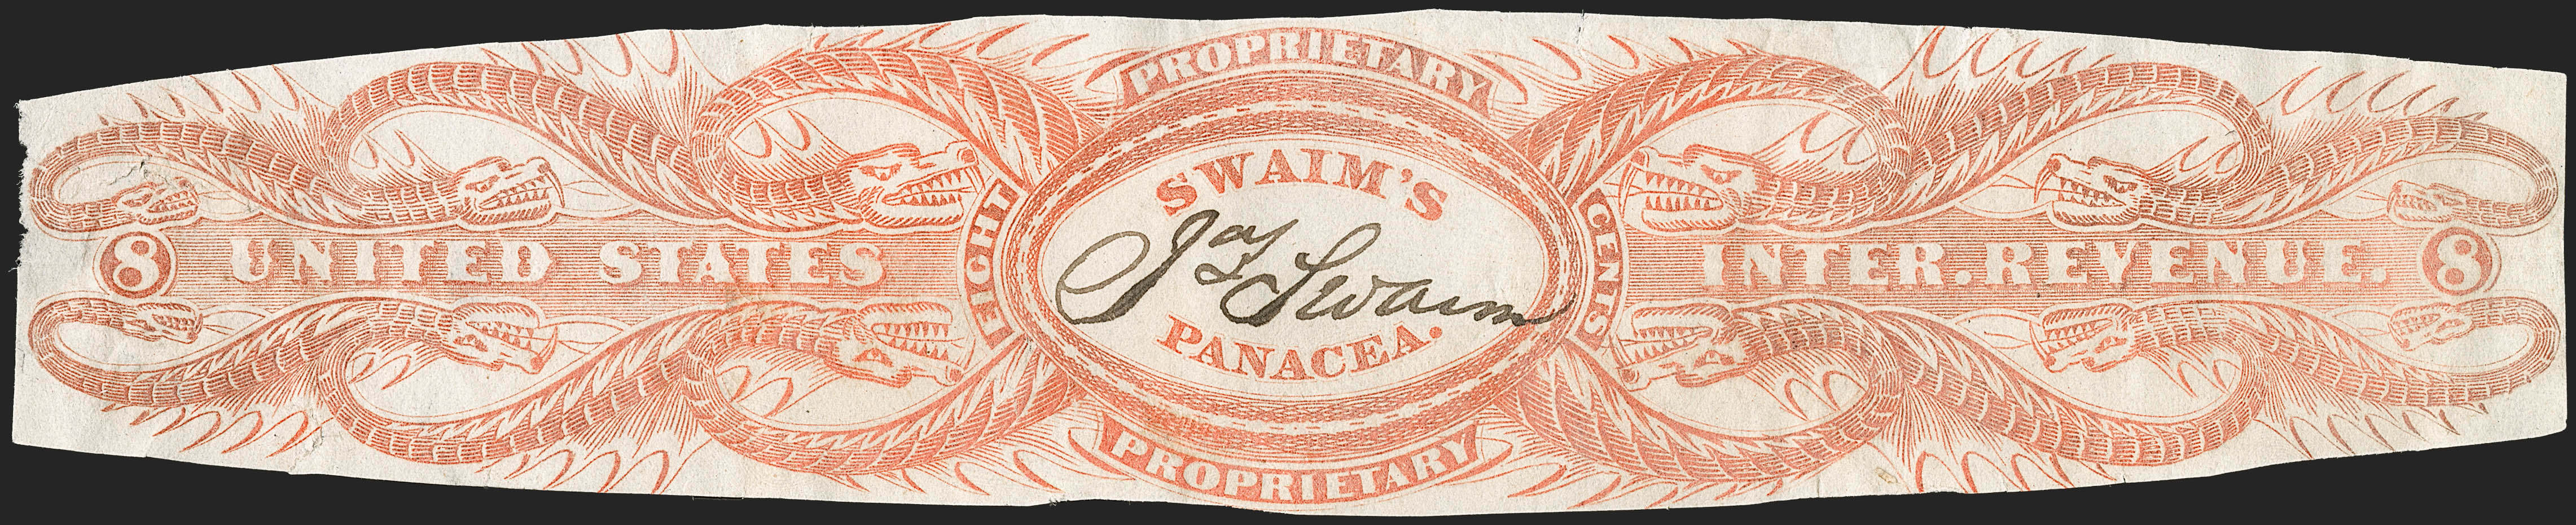 PROPRIETARY
SWAIM'S
Jas Swaim
PANACEA.
8 UNITED STATES
EIGHT
CENTS
INTER. REVENUE. 8
PROPRIETARY